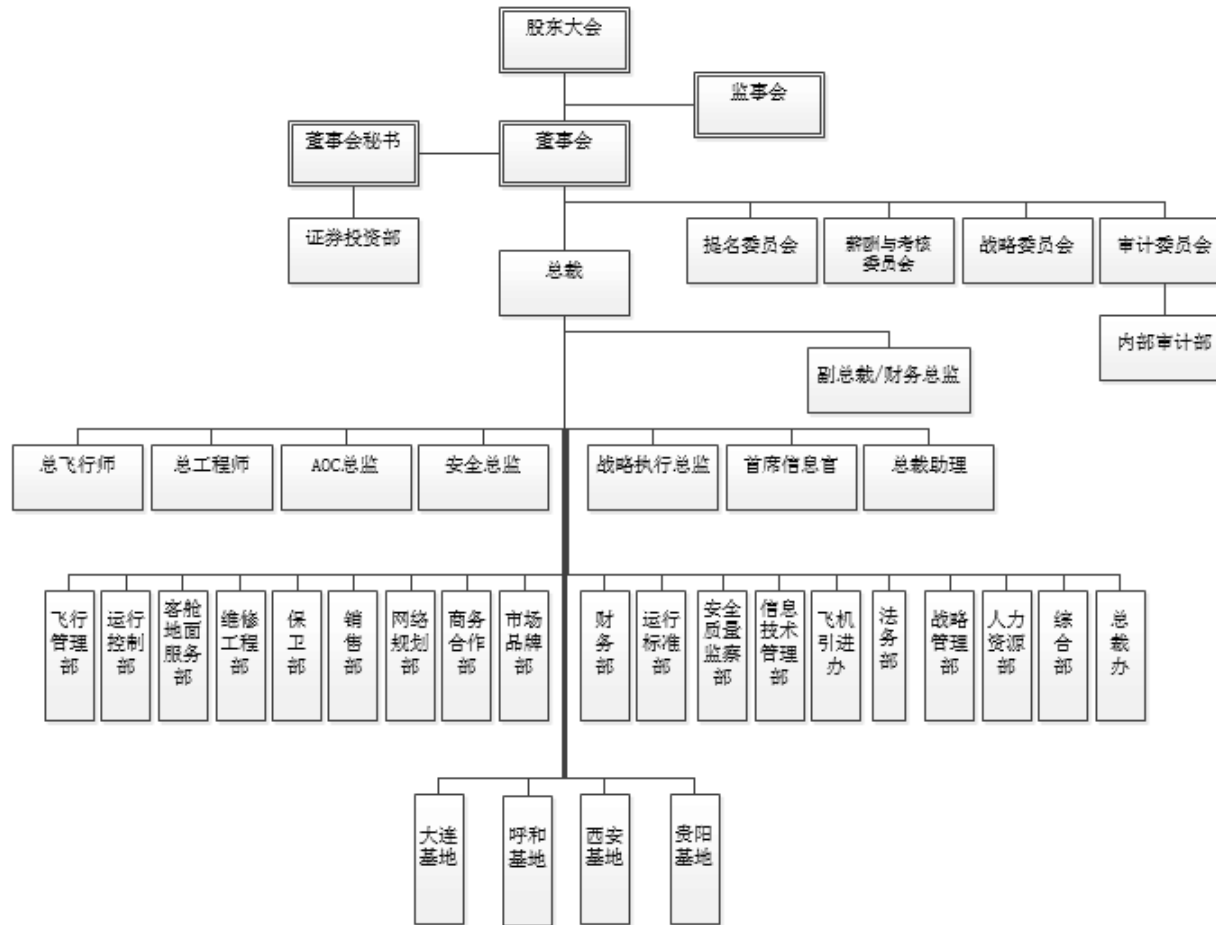 股东大会
监事会
董事会秘书
董事会
证券投资部
总裁
提名委员会
薪酬与考核
委员会
战略委员会
审计委员会
内部审计部
副总裁/财务总监
总飞行师
总工程师
AOC总监
安全总监
战略执行总监
首席信息官
总裁助理
飞行
管理
部
运行
控制
部
客舱
地面
服务
部
维修
工程
部
保
卫
部
销
售
部
网络
规划
部
商务
合作
部
市场
品牌
部
财
务
部
运行
标准
部
安全
质量
监察
部
信息
技术
管理
部
飞机
引进
办
法
务
部
战略
管理
部
人力
资源
部
综
合
部
总
裁
办
大连
基地
呼和
基地
西安
基地
贵阳
基地